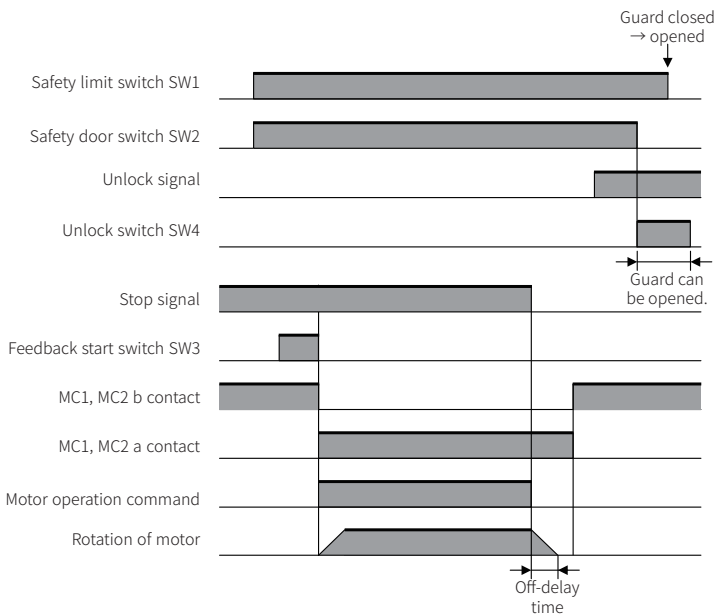 Guard closed
→ opened
Safety limit switch SW1
Safety door switch SW2
Unlock signal
Unlock switch SW4
Guard can
be opened.
Stop signal
Feedback start switch SW3
MC1, MC2 b contact
MC1, MC2 a contact
Motor operation command
Rotation of motor
Off-delay
time